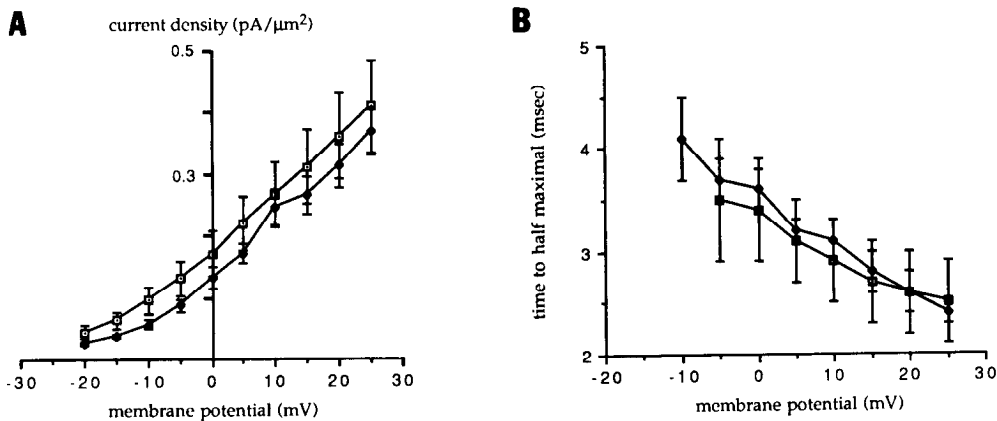 A
current density (pA/μm²)
0.5
0.3
-30 -20 -10 0 10 20 30
membrane potential (mV)
B
time to half maximal (msec)
5
4
3
2
-20 -10 0 10 20 30
membrane potential (mV)